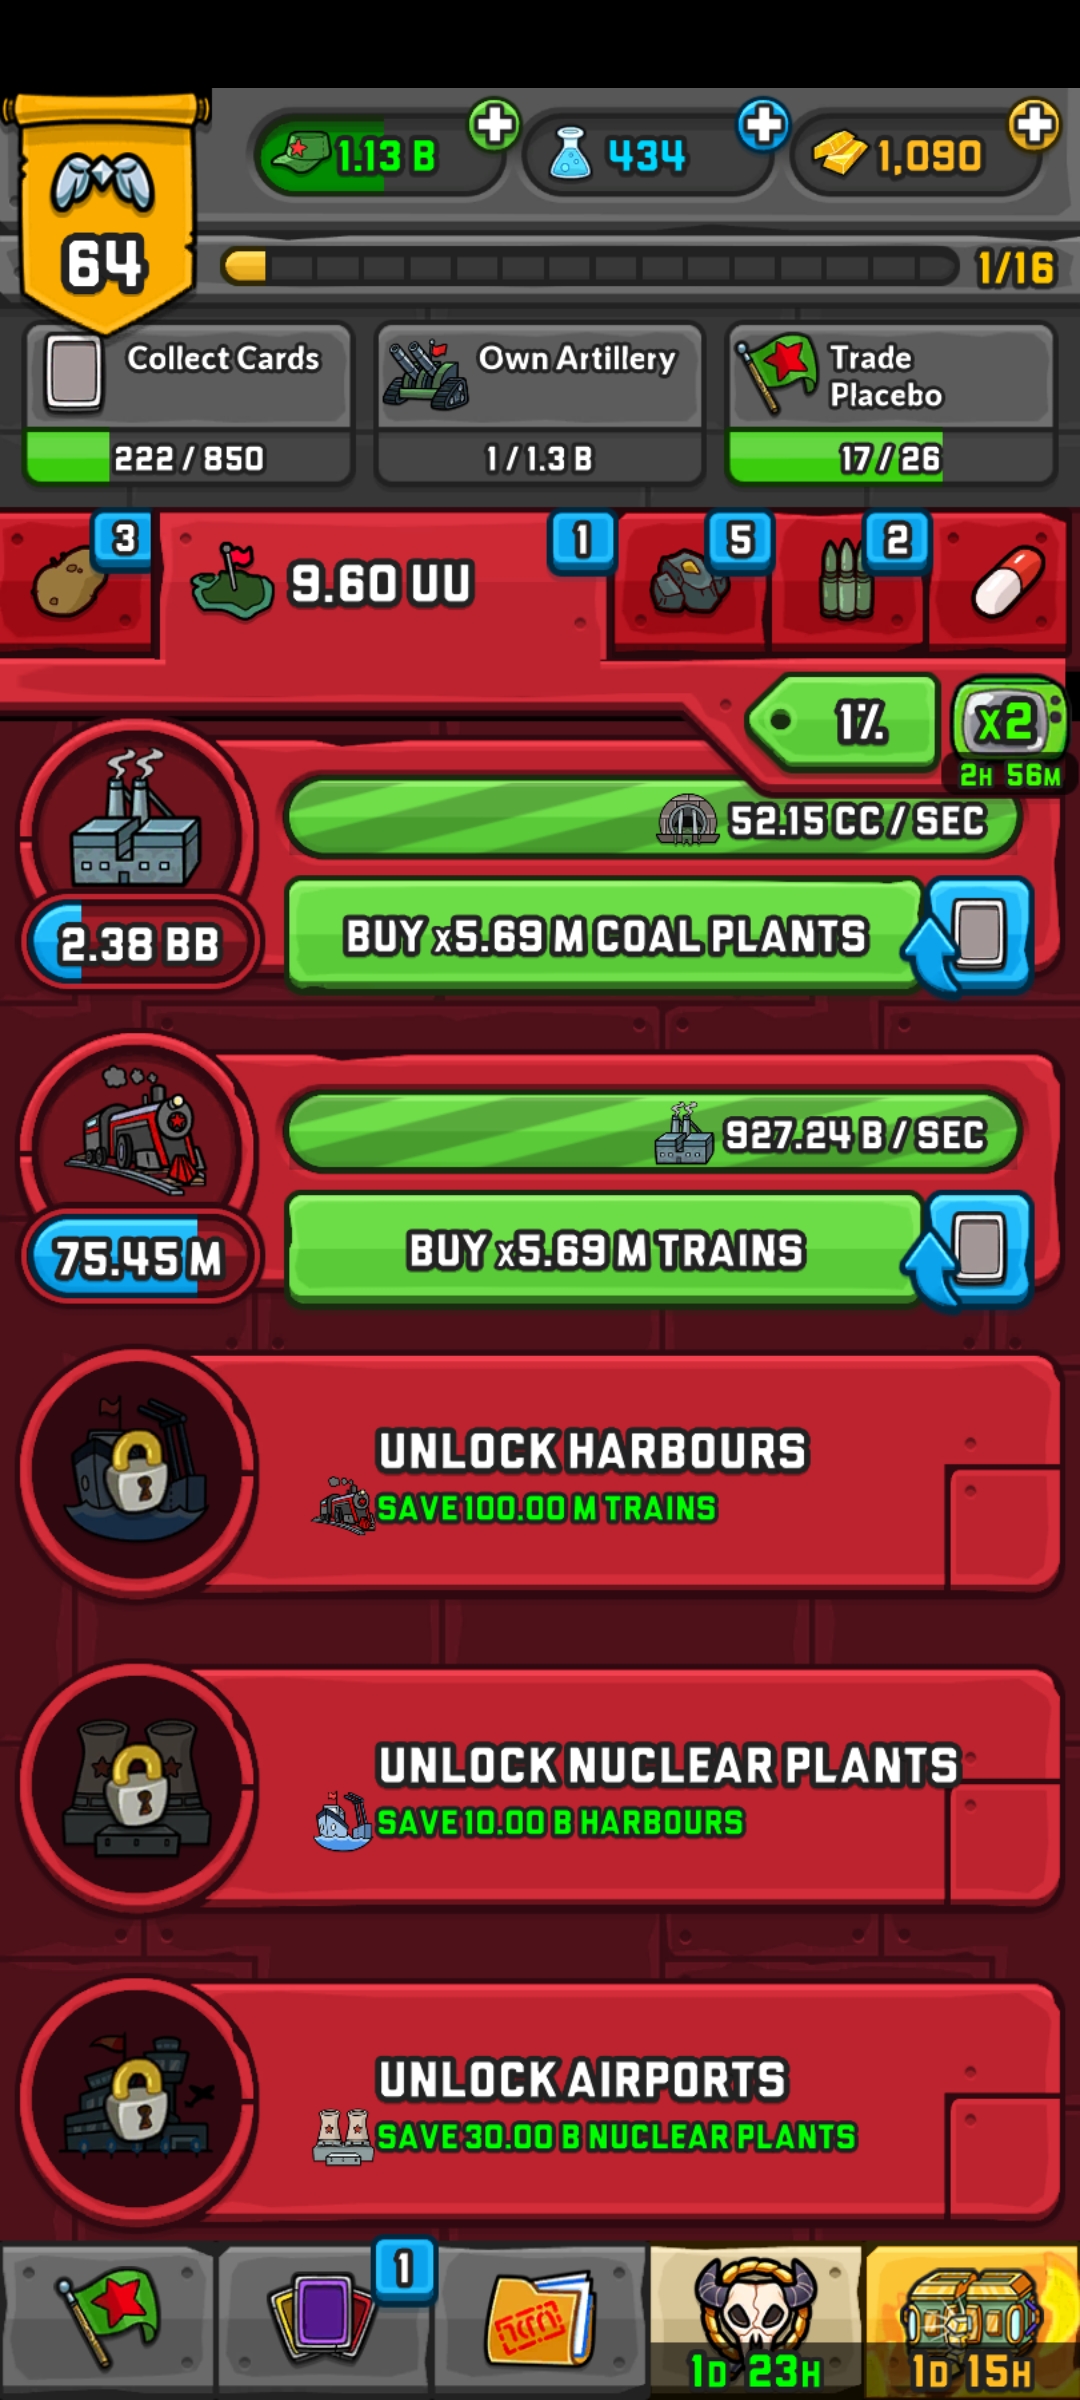 64
1.13 B
434
1,090
1/16
Collect Cards
222 / 850
Own Artillery
1 / 1.3 B
Trade
Placebo
17 / 26
3
9.60 UU
1
5
2
1%
x2
2H 56M
52.15 CC / SEC
2.38 BB
BUY x5.69 M COAL PLANTS
927.24 B / SEC
75.45 M
BUY x5.69 M TRAINS
UNLOCK HARBOURS
SAVE 100.00 M TRAINS
UNLOCK NUCLEAR PLANTS
SAVE 10.00 B HARBOURS
UNLOCK AIRPORTS
SAVE 30.00 B NUCLEAR PLANTS
1
1D 23H
1D 15H